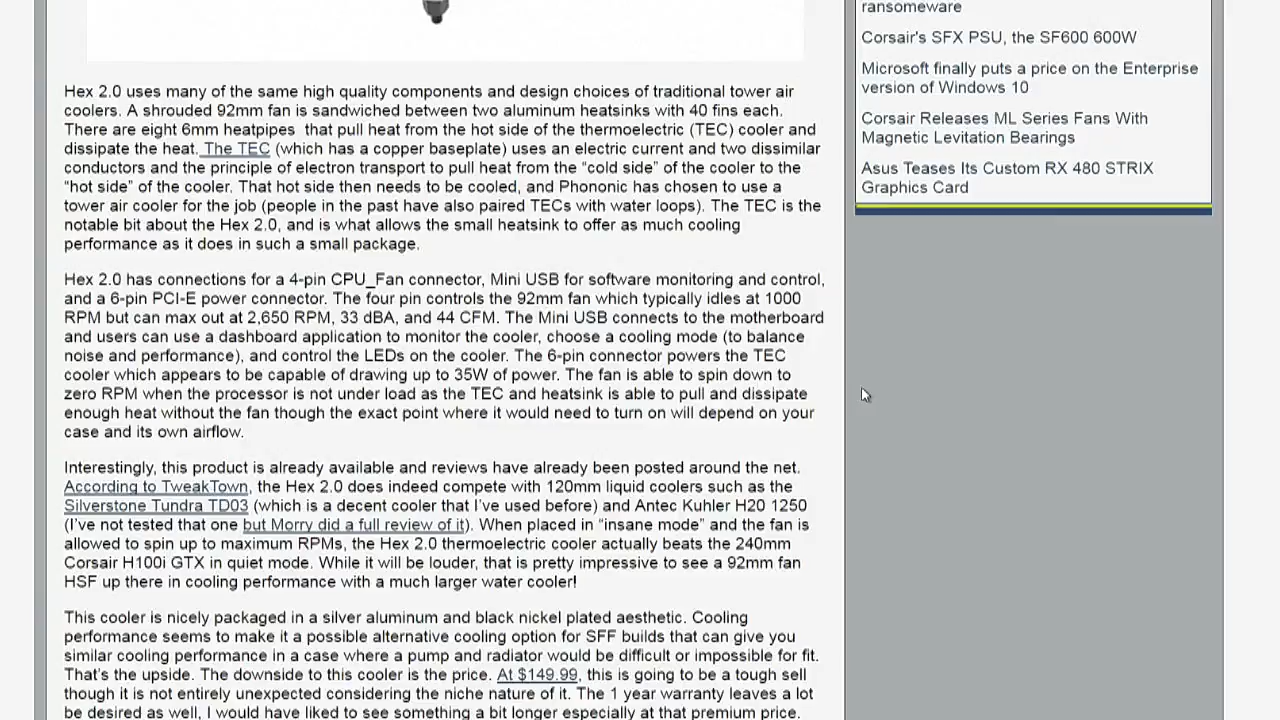 Hex 2.0 uses many of the same high quality components and design choices of traditional tower air
coolers. A shrouded 92mm fan is sandwiched between two aluminum heatsinks with 40 fins each.
There are eight 6mm heatpipes  that pull heat from the hot side of the thermoelectric (TEC) cooler and
dissipate the heat. The TEC (which has a copper baseplate) uses an electric current and two dissimilar
conductors and the principle of electron transport to pull heat from the “cold side” of the cooler to the
“hot side” of the cooler. That hot side then needs to be cooled, and Phononic has chosen to use a
tower air cooler for the job (people in the past have also paired TECs with water loops). The TEC is the
notable bit about the Hex 2.0, and is what allows the small heatsink to offer as much cooling
performance as it does in such a small package.
Hex 2.0 has connections for a 4-pin CPU_Fan connector, Mini USB for software monitoring and control,
and a 6-pin PCI-E power connector. The four pin controls the 92mm fan which typically idles at 1000
RPM but can max out at 2,650 RPM, 33 dBA, and 44 CFM. The Mini USB connects to the motherboard
and users can use a dashboard application to monitor the cooler, choose a cooling mode (to balance
noise and performance), and control the LEDs on the cooler. The 6-pin connector powers the TEC
cooler which appears to be capable of drawing up to 35W of power. The fan is able to spin down to
zero RPM when the processor is not under load as the TEC and heatsink is able to pull and dissipate
enough heat without the fan though the exact point where it would need to turn on will depend on your
case and its own airflow.
Interestingly, this product is already available and reviews have already been posted around the net.
According to TweakTown, the Hex 2.0 does indeed compete with 120mm liquid coolers such as the
Silverstone Tundra TD03 (which is a decent cooler that I’ve used before) and Antec Kuhler H20 1250
(I’ve not tested that one but Morry did a full review of it). When placed in “insane mode” and the fan is
allowed to spin up to maximum RPMs, the Hex 2.0 thermoelectric cooler actually beats the 240mm
Corsair H100i GTX in quiet mode. While it will be louder, that is pretty impressive to see a 92mm fan
HSF up there in cooling performance with a much larger water cooler!
This cooler is nicely packaged in a silver aluminum and black nickel plated aesthetic. Cooling
performance seems to make it a possible alternative cooling option for SFF builds that can give you
similar cooling performance in a case where a pump and radiator would be difficult or impossible for fit.
That's the upside. The downside to this cooler is the price. At $149.99, this is going to be a tough sell
though it is not entirely unexpected considering the niche nature of it. The 1 year warranty leaves a lot
be desired as well, I would have liked to see something a bit longer especially at that premium price.
ransomeware
Corsair's SFX PSU, the SF600 600W
Microsoft finally puts a price on the Enterprise
version of Windows 10
Corsair Releases ML Series Fans With
Magnetic Levitation Bearings
Asus Teases Its Custom RX 480 STRIX
Graphics Card